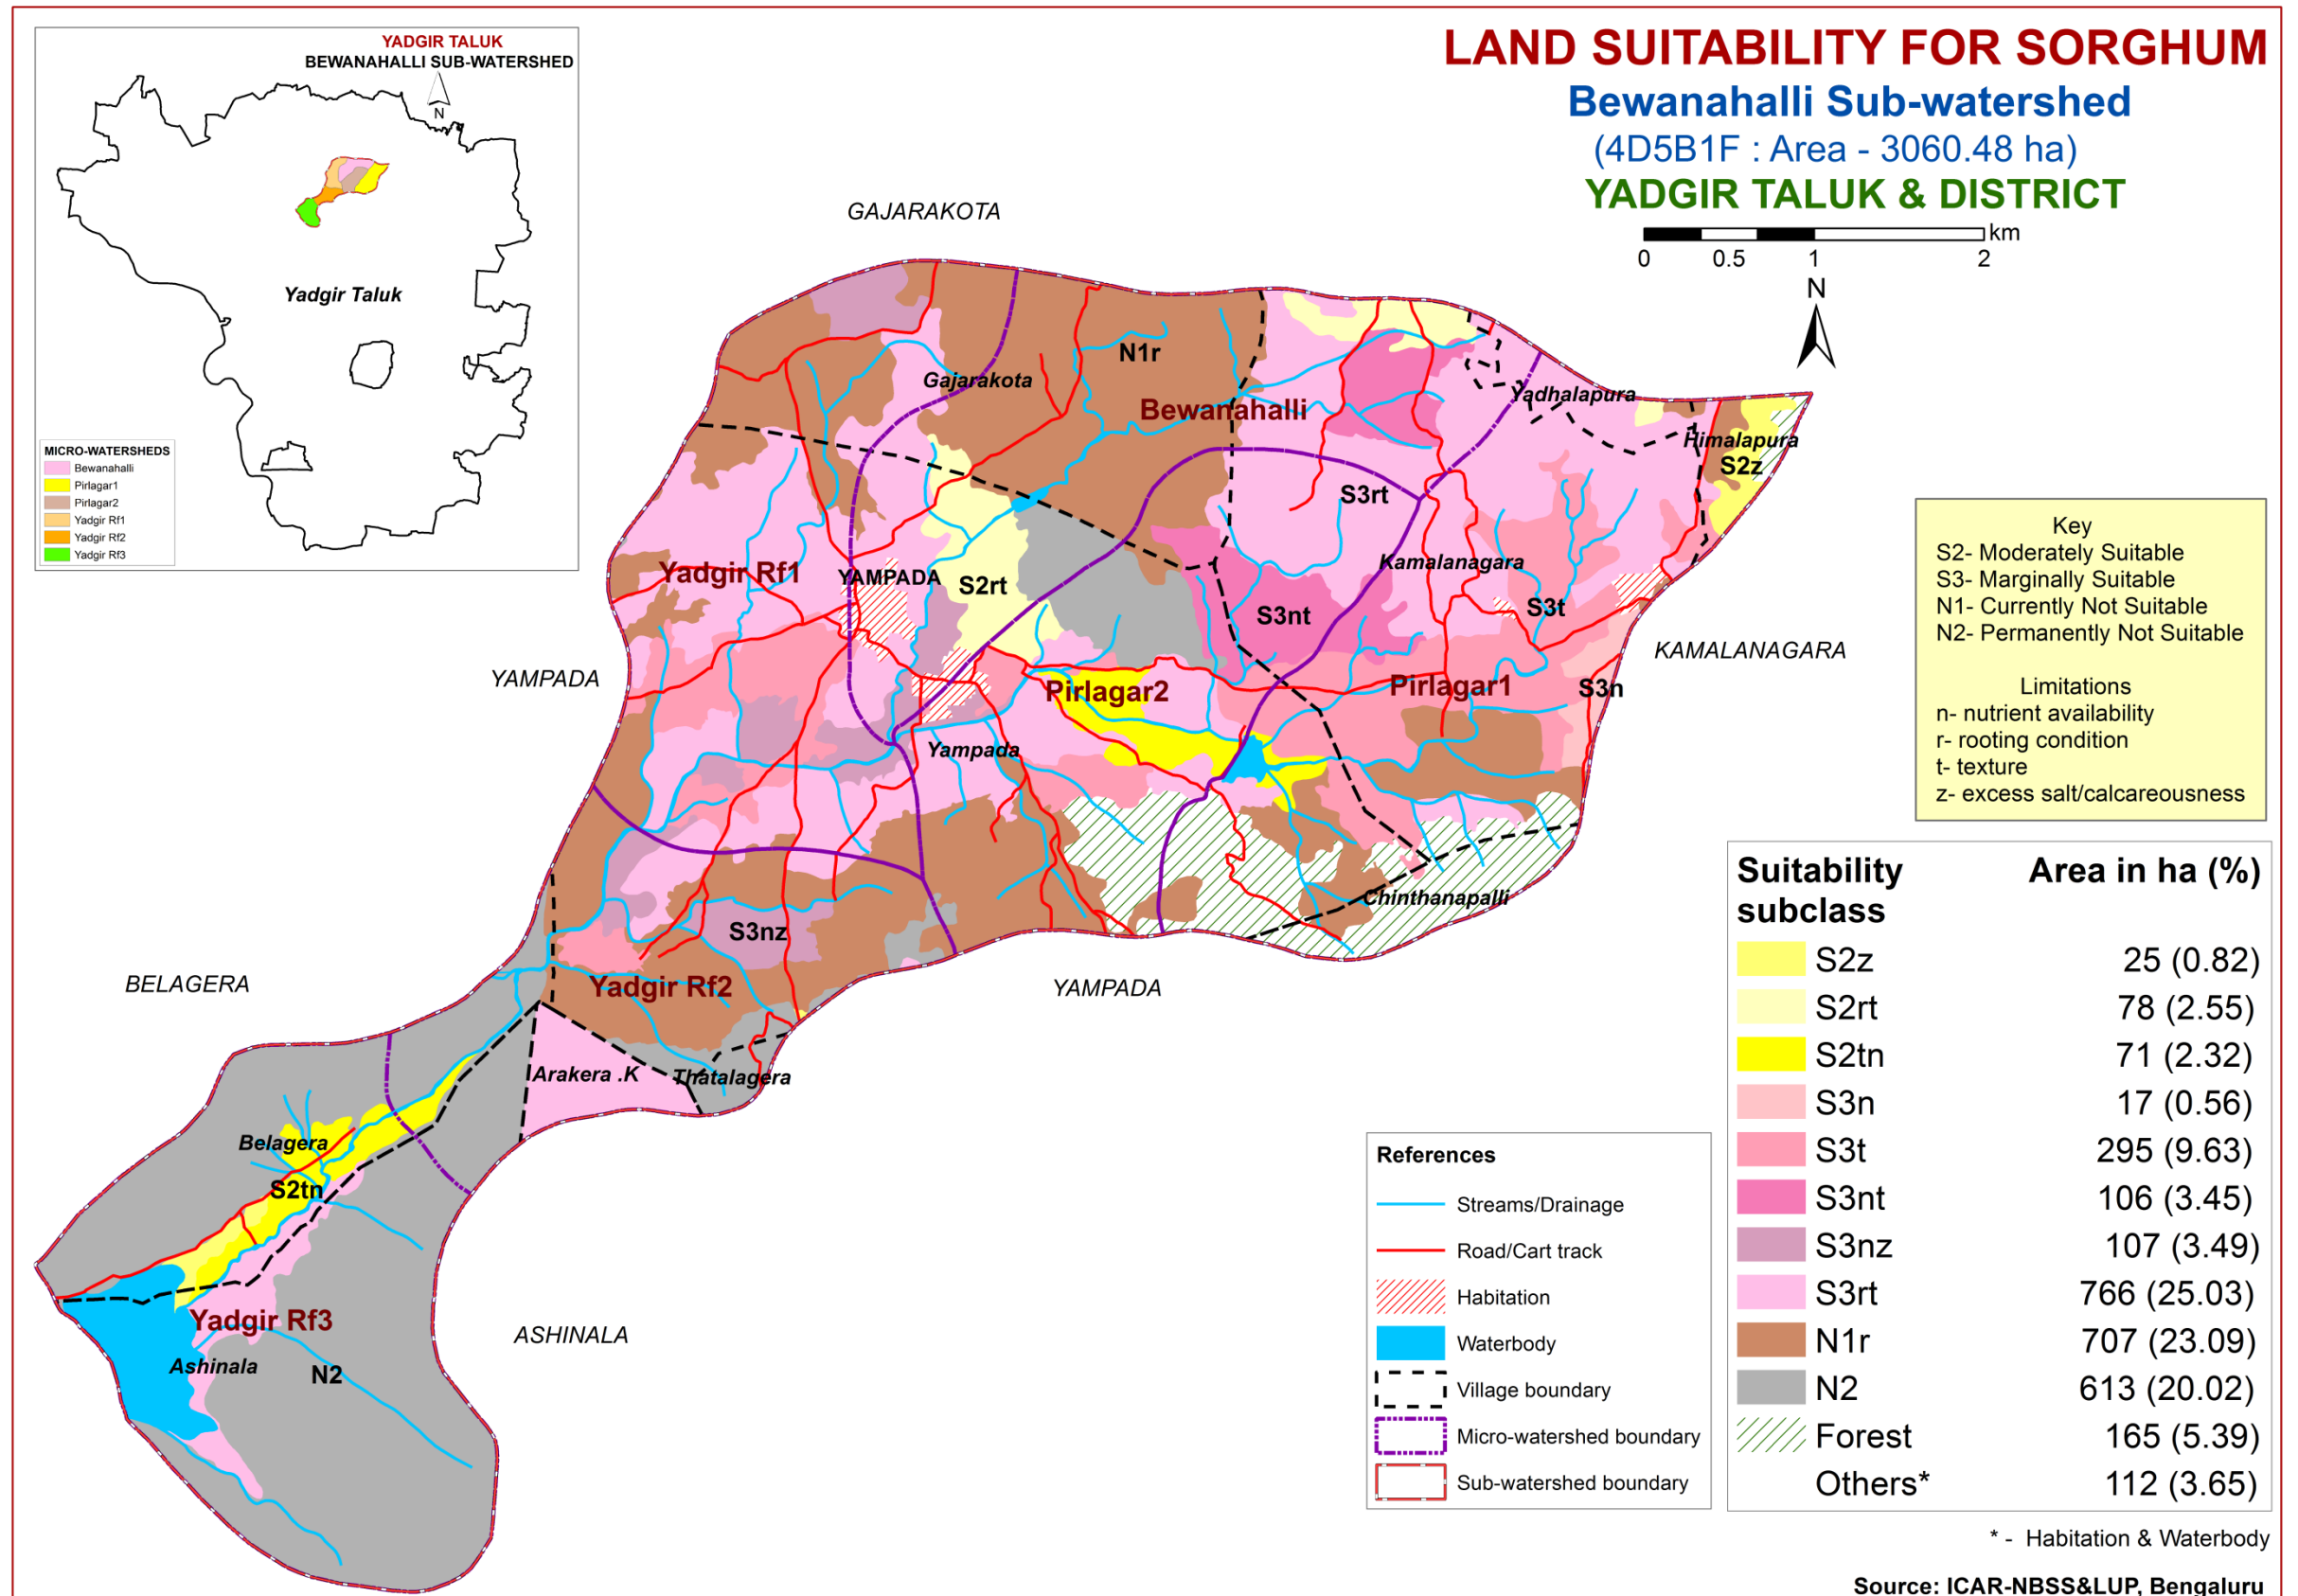 LAND SUITABILITY FOR SORGHUM
Bewanahalli Sub-watershed
(4D5B1F : Area - 3060.48 ha)
YADGIR TALUK & DISTRICT
km
0 0.5 1 2
N
YADGIR TALUK
BEWANAHALLI SUB-WATERSHED
N
Yadgir Taluk
MICRO-WATERSHEDS
Bewanahalli
Pirlagar1
Pirlagar2
Yadgir Rf1
Yadgir Rf2
Yadgir Rf3
GAJARAKOTA
N1r
Gajarakota
Bewanahalli
Yadhalapura
Himalapura
S2z
S3rt
Kamalanagara
Yadgir Rf1
YAMPADA
S2rt
S3nt
S3t
KAMALANAGARA
YAMPADA
Pirlagar2
Pirlagar1
S3n
Yampada
Chinthanapalli
S3nz
Yadgir Rf2
YAMPADA
BELAGERA
Arakera .K
Thatalagera
Belagera
S2tn
Yadgir Rf3
ASHINALA
Ashinala
N2
Key
S2- Moderately Suitable
S3- Marginally Suitable
N1- Currently Not Suitable
N2- Permanently Not Suitable
Limitations
n- nutrient availability
r- rooting condition
t- texture
z- excess salt/calcareousness
Suitability subclass Area in ha (%)
S2z 25 (0.82)
S2rt 78 (2.55)
S2tn 71 (2.32)
S3n 17 (0.56)
S3t 295 (9.63)
S3nt 106 (3.45)
S3nz 107 (3.49)
S3rt 766 (25.03)
N1r 707 (23.09)
N2 613 (20.02)
Forest 165 (5.39)
Others* 112 (3.65)
References
Streams/Drainage
Road/Cart track
Habitation
Waterbody
Village boundary
Micro-watershed boundary
Sub-watershed boundary
* - Habitation & Waterbody
Source: ICAR-NBSS&LUP, Bengaluru